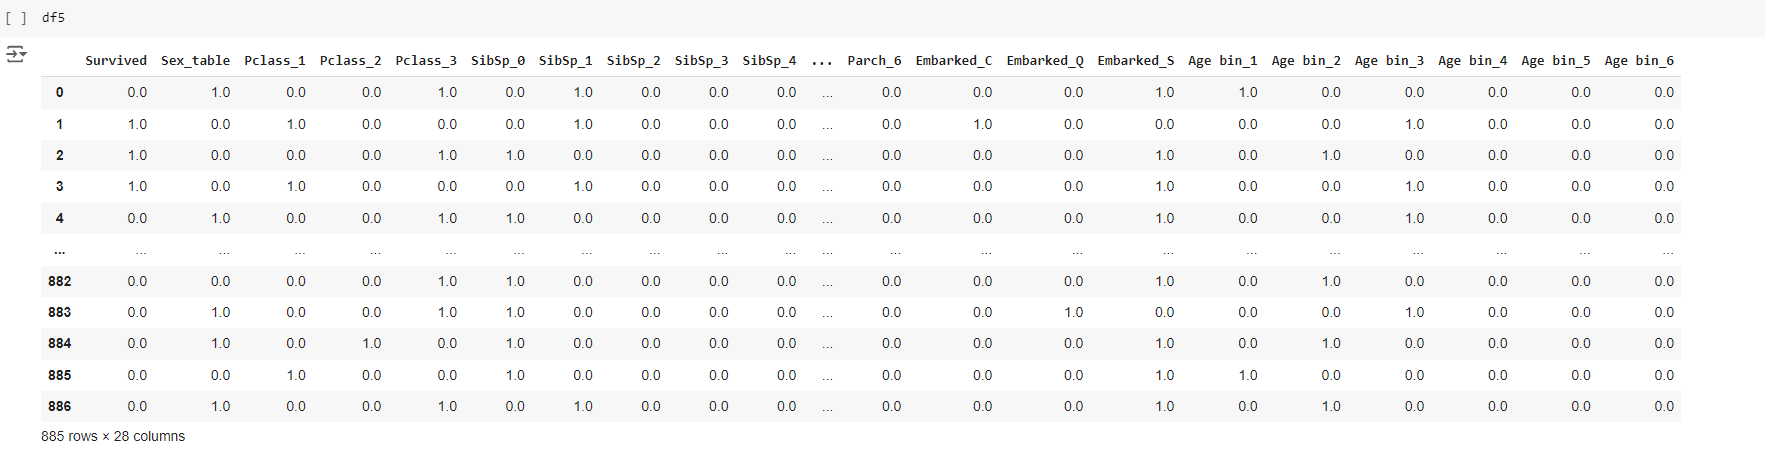 [ ] df5
Survived Sex_table Pclass_1 Pclass_2 Pclass_3 SibSp_0 SibSp_1 SibSp_2 SibSp_3 SibSp_4 ... Parch_6 Embarked_C Embarked_Q Embarked_S Age bin_1 Age bin_2 Age bin_3 Age bin_4 Age bin_5 Age bin_6
0 0.0 1.0 0.0 0.0 1.0 0.0 1.0 0.0 0.0 0.0 ... 0.0 0.0 0.0 1.0 1.0 0.0 0.0 0.0 0.0 0.0
1 1.0 0.0 1.0 0.0 0.0 0.0 1.0 0.0 0.0 0.0 ... 0.0 1.0 0.0 0.0 0.0 0.0 1.0 0.0 0.0 0.0
2 1.0 0.0 0.0 0.0 1.0 1.0 0.0 0.0 0.0 0.0 ... 0.0 0.0 0.0 1.0 0.0 1.0 0.0 0.0 0.0 0.0
3 1.0 0.0 1.0 0.0 0.0 0.0 1.0 0.0 0.0 0.0 ... 0.0 0.0 0.0 1.0 0.0 0.0 1.0 0.0 0.0 0.0
4 0.0 1.0 0.0 0.0 1.0 1.0 0.0 0.0 0.0 0.0 ... 0.0 0.0 0.0 1.0 0.0 0.0 1.0 0.0 0.0 0.0
... ... ... ... ... ... ... ... ... ... ... ... ... ... ... ... ... ... ... ... ... ...
882 0.0 0.0 0.0 0.0 1.0 1.0 0.0 0.0 0.0 0.0 ... 0.0 0.0 0.0 1.0 0.0 1.0 0.0 0.0 0.0 0.0
883 0.0 1.0 0.0 0.0 1.0 1.0 0.0 0.0 0.0 0.0 ... 0.0 0.0 1.0 0.0 0.0 0.0 1.0 0.0 0.0 0.0
884 0.0 1.0 0.0 1.0 0.0 1.0 0.0 0.0 0.0 0.0 ... 0.0 0.0 0.0 1.0 0.0 1.0 0.0 0.0 0.0 0.0
885 0.0 0.0 1.0 0.0 0.0 1.0 0.0 0.0 0.0 0.0 ... 0.0 0.0 0.0 1.0 1.0 0.0 0.0 0.0 0.0 0.0
886 0.0 1.0 0.0 0.0 1.0 0.0 1.0 0.0 0.0 0.0 ... 0.0 0.0 0.0 1.0 0.0 1.0 0.0 0.0 0.0 0.0
885 rows × 28 columns